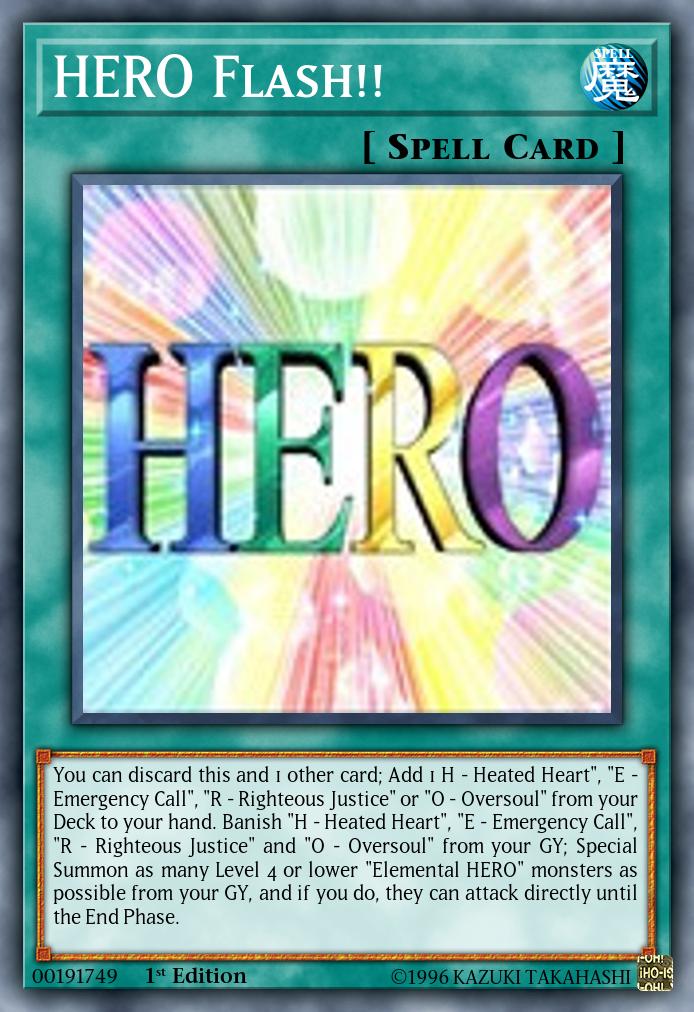 HERO Flash!!
SPELL
魔
[ Spell Card ]
HERO
You can discard this and 1 other card; Add 1 H - Heated Heart", "E -
Emergency Call", "R - Righteous Justice" or "O - Oversoul" from your
Deck to your hand. Banish "H - Heated Heart", "E - Emergency Call",
"R - Righteous Justice" and "O - Oversoul" from your GY; Special
Summon as many Level 4 or lower "Elemental HERO" monsters as
possible from your GY, and if you do, they can attack directly until
the End Phase.
00191749 1st Edition ©1996 KAZUKI TAKAHASHI